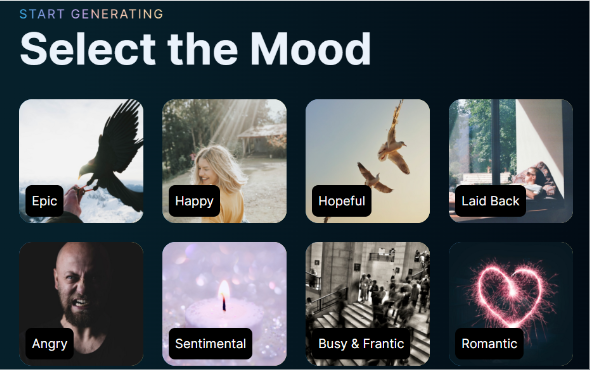 START GENERATING
Select the Mood
Epic
Happy
Hopeful
Laid Back
Angry
Sentimental
Busy & Frantic
Romantic